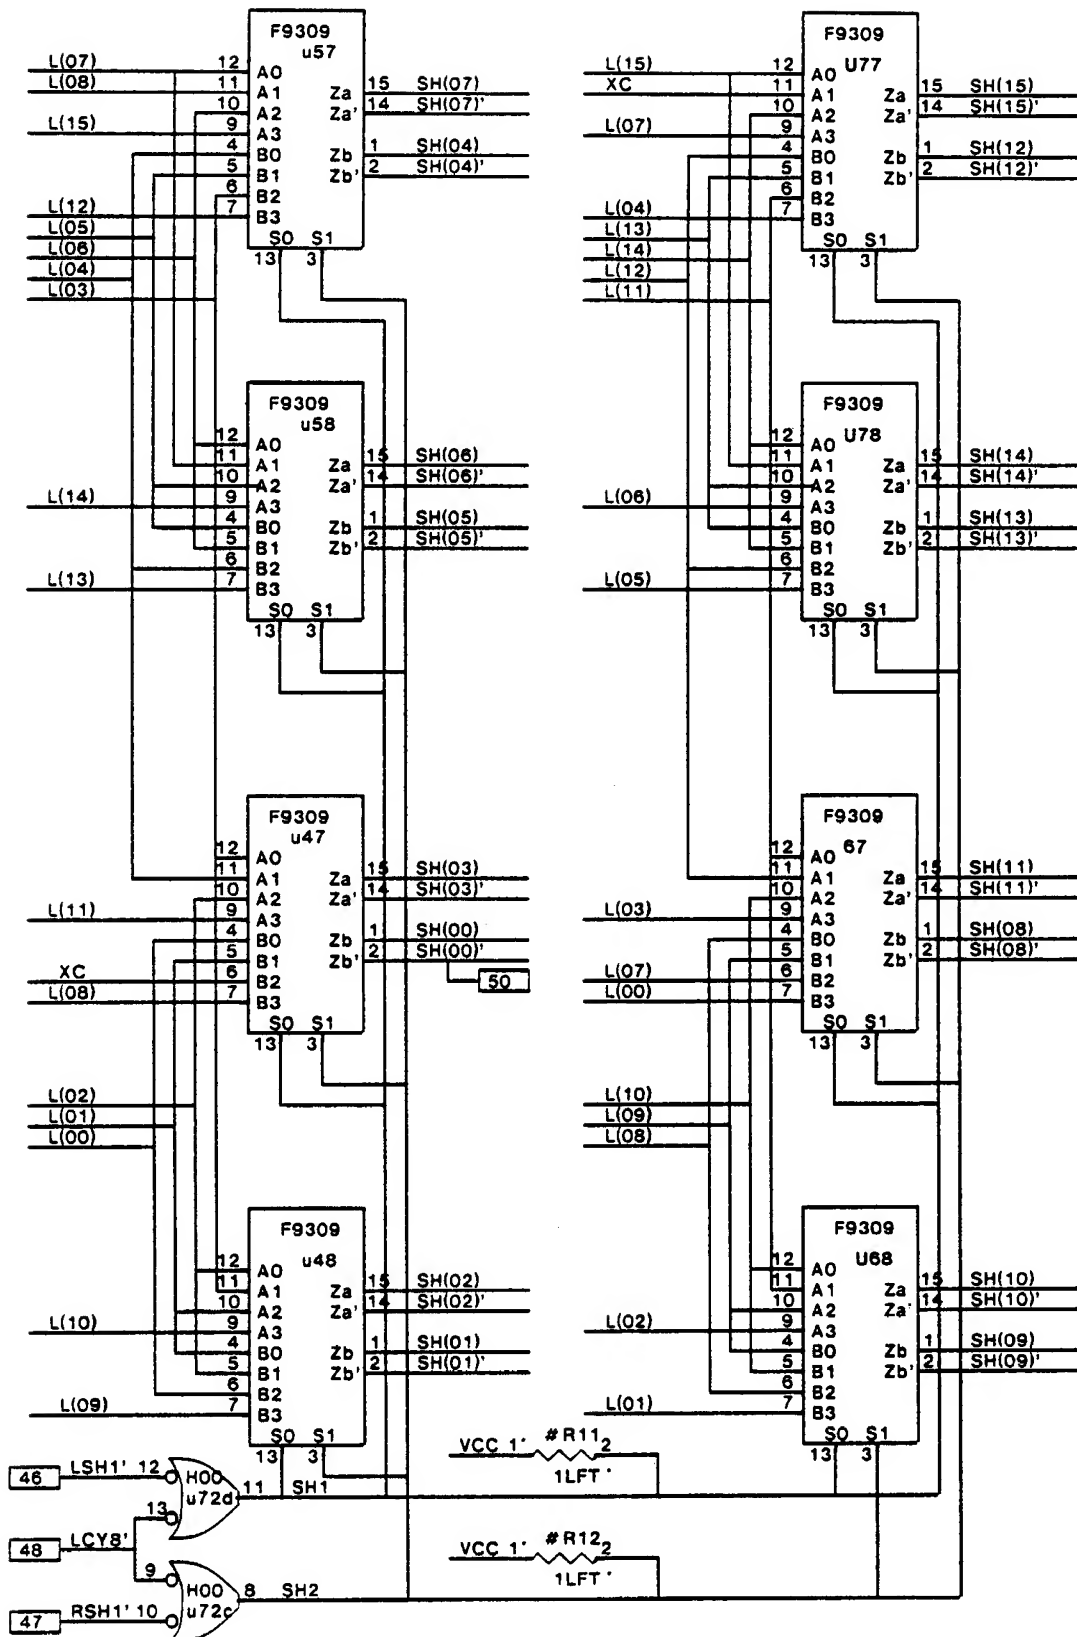 F9309
u57
L(07) 12 A0
L(08) 11 A1 Za 15 SH(07)
10 A2 Za' 14 SH(07)'
L(15) 9 A3
4 B0 Zb 1 SH(04)
5 B1 Zb' 2 SH(04)'
6 B2
L(12) 7 B3
L(05)
L(06) S0 S1
L(04) 13 3
L(03)
F9309
U77
L(15) 12 A0
XC 11 A1 Za 15 SH(15)
10 A2 Za' 14 SH(15)'
L(07) 9 A3
4 B0 Zb 1 SH(12)
5 B1 Zb' 2 SH(12)'
6 B2
L(04) 7 B3
L(13) S0 S1
L(14) 13 3
L(12)
L(11)
F9309
u58
12 A0
11 A1 Za 15 SH(06)
10 A2 Za' 14 SH(06)'
L(14) 9 A3
4 B0 Zb 1 SH(05)
5 B1 Zb' 2 SH(05)'
6 B2
L(13) 7 B3
S0 S1
13 3
F9309
U78
12 A0
11 A1 Za 15 SH(14)
10 A2 Za' 14 SH(14)'
L(06) 9 A3
4 B0 Zb 1 SH(13)
5 B1 Zb' 2 SH(13)'
6 B2
L(05) 7 B3
S0 S1
13 3
F9309
u47
12 A0
11 A1 Za 15 SH(03)
10 A2 Za' 14 SH(03)'
L(11) 9 A3
4 B0 Zb 1 SH(00)
5 B1 Zb' 2 SH(00)'
XC 6 B2 50
L(08) 7 B3
S0 S1
13 3
L(02)
L(01)
L(00)
F9309
67
12 A0
11 A1 Za 15 SH(11)
10 A2 Za' 14 SH(11)'
L(03) 9 A3
4 B0 Zb 1 SH(08)
5 B1 Zb' 2 SH(08)'
L(07) 6 B2
L(00) 7 B3
S0 S1
13 3
L(10)
L(09)
L(08)
F9309
u48
12 A0
11 A1 Za 15 SH(02)
10 A2 Za' 14 SH(02)'
L(10) 9 A3
4 B0 Zb 1 SH(01)
5 B1 Zb' 2 SH(01)'
6 B2
L(09) 7 B3
S0 S1
13 3
F9309
U68
12 A0
11 A1 Za 15 SH(10)
10 A2 Za' 14 SH(10)'
L(02) 9 A3
4 B0 Zb 1 SH(09)
5 B1 Zb' 2 SH(09)'
6 B2
L(01) 7 B3
S0 S1
13 3
VCC 1' #R11 2
1LFT '
46 LSH1' 12 H00
u72d 11 SH1
13
48 LCY8'
VCC 1' #R12 2
1LFT '
9 H00 8 SH2
47 RSH1' 10 u72c